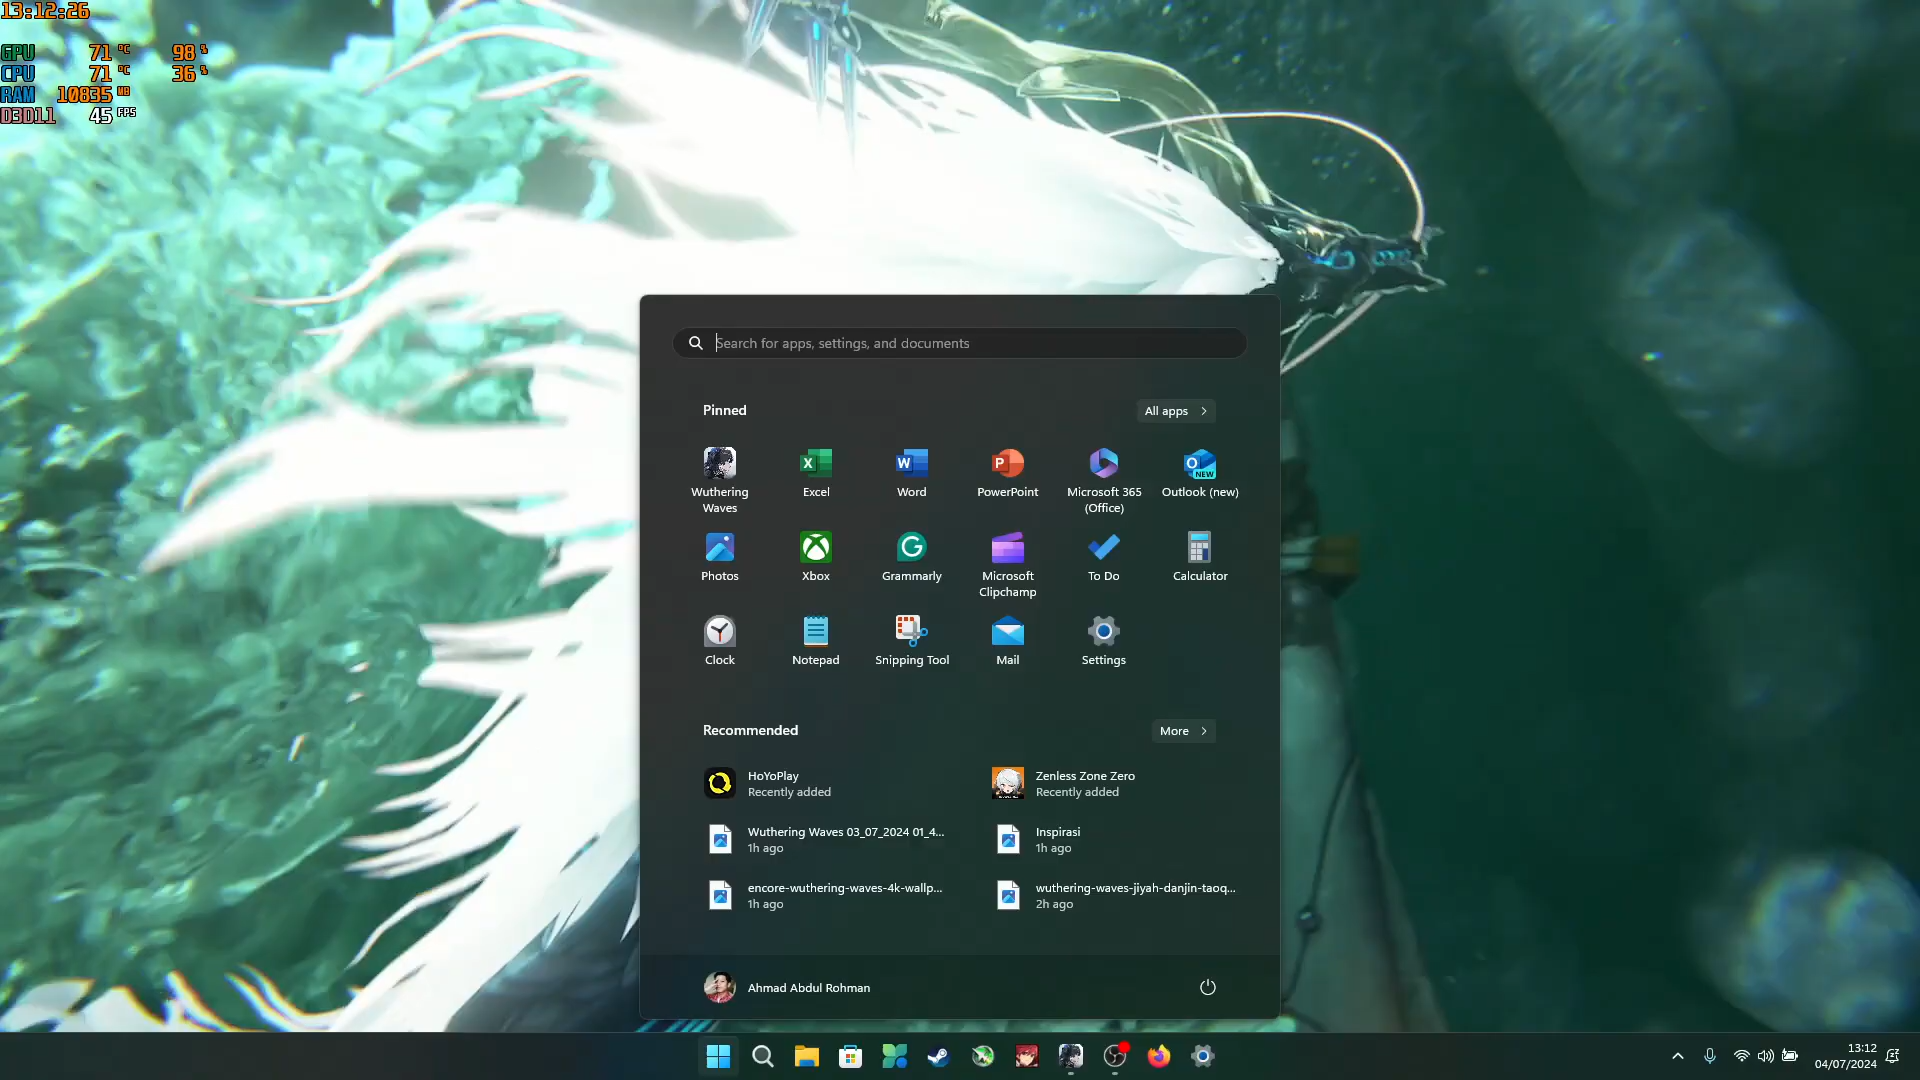 13:12:26
GPU 71 °C 98 %
CPU 71 °C 36 %
RAM 10835 MB
D3D11 45 FPS
Search for apps, settings, and documents
Pinned
All apps
Wuthering Waves
Excel
Word
PowerPoint
Microsoft 365 (Office)
Outlook (new)
Photos
Xbox
Grammarly
Microsoft Clipchamp
To Do
Calculator
Clock
Notepad
Snipping Tool
Mail
Settings
Recommended
More
HoYoPlay
Recently added
Zenless Zone Zero
Recently added
Wuthering Waves 03_07_2024 01_4...
1h ago
Inspirasi
1h ago
encore-wuthering-waves-4k-wallp...
1h ago
wuthering-waves-jiyah-danjin-taoq...
2h ago
Ahmad Abdul Rohman
13:12
04/07/2024